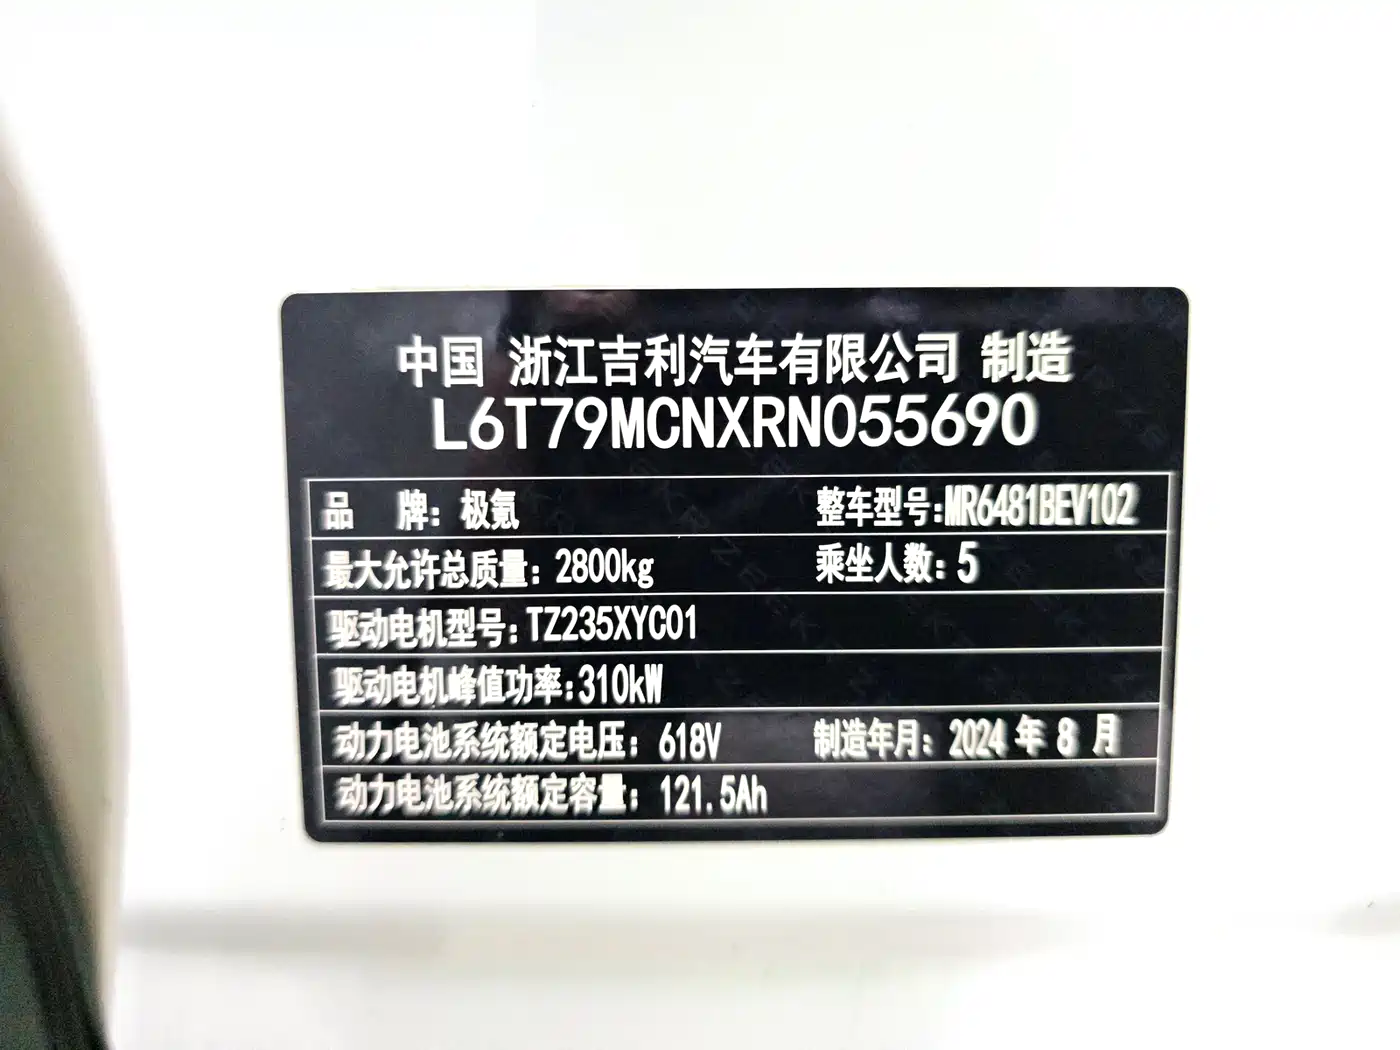 中国 浙江吉利汽车有限公司 制造
L6T79MCNXRN055690
品 牌: 极氪 整车型号:MR6481BEV102
最大允许总质量: 2800kg 乘坐人数: 5
驱动电机型号:TZ235XYC01
驱动电机峰值功率:310kW
动力电池系统额定电压: 618V 制造年月: 2024 年 8 月
动力电池系统额定容量: 121.5Ah